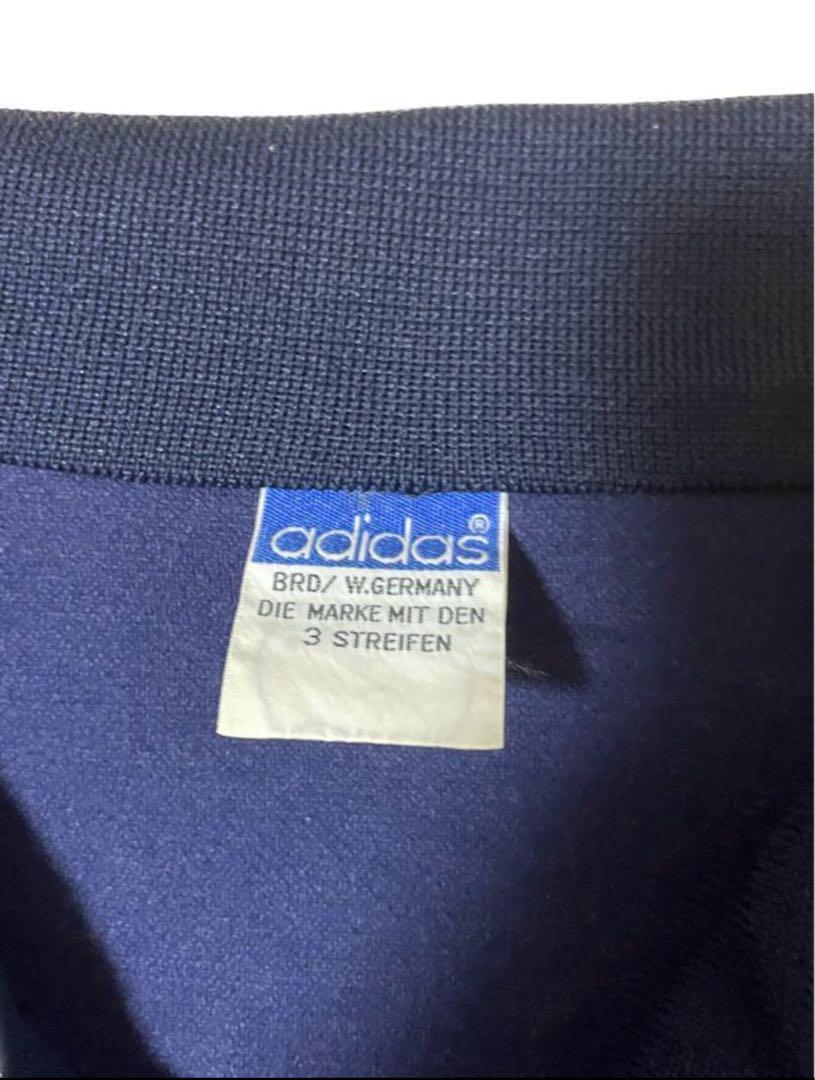 adidas®
BRD/ W.GERMANY
DIE MARKE MIT DEN
3 STREIFEN